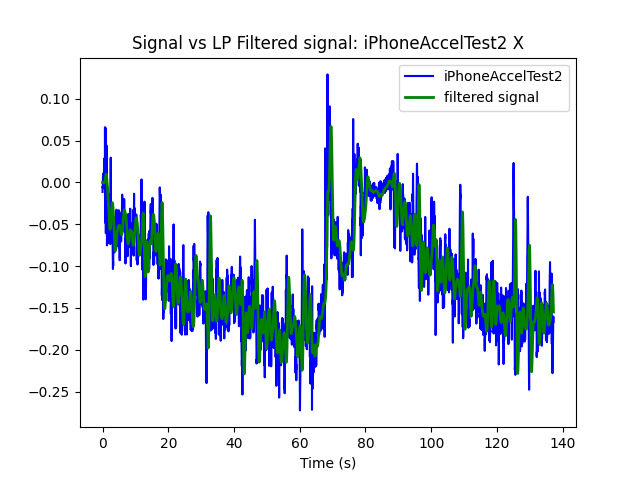 Signal vs LP Filtered signal: iPhoneAccelTest2 X
iPhoneAccelTest2
filtered signal
0.10
0.05
0.00
−0.05
−0.10
−0.15
−0.20
−0.25
0 20 40 60 80 100 120 140
Time (s)